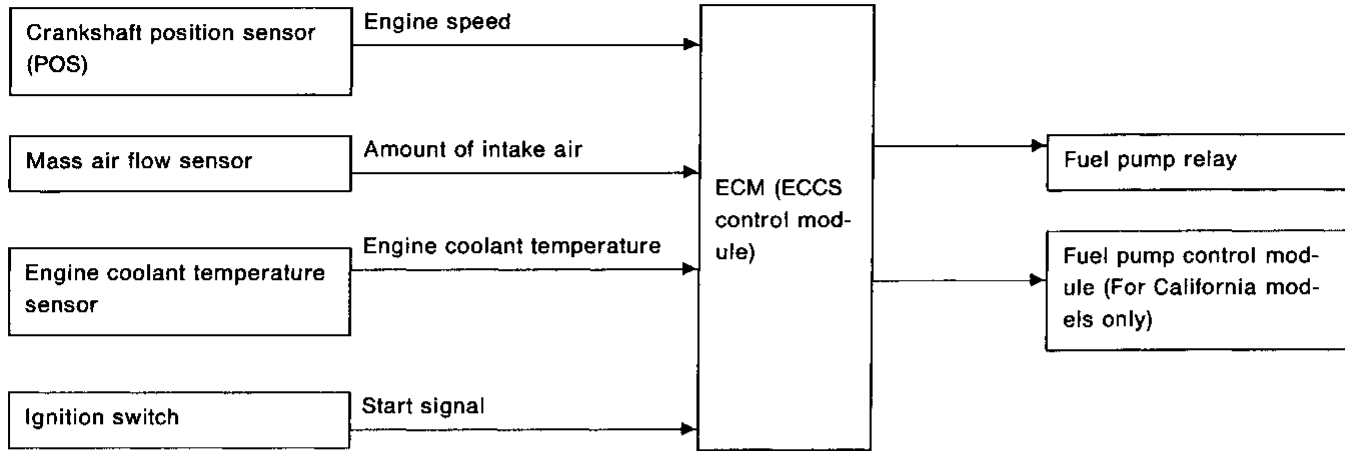 Crankshaft position sensor
(POS)
Engine speed
Mass air flow sensor
Amount of intake air
Engine coolant temperature
sensor
Engine coolant temperature
Ignition switch
Start signal
ECM (ECCS
control mod-
ule)
Fuel pump relay
Fuel pump control mod-
ule (For California mod-
els only)